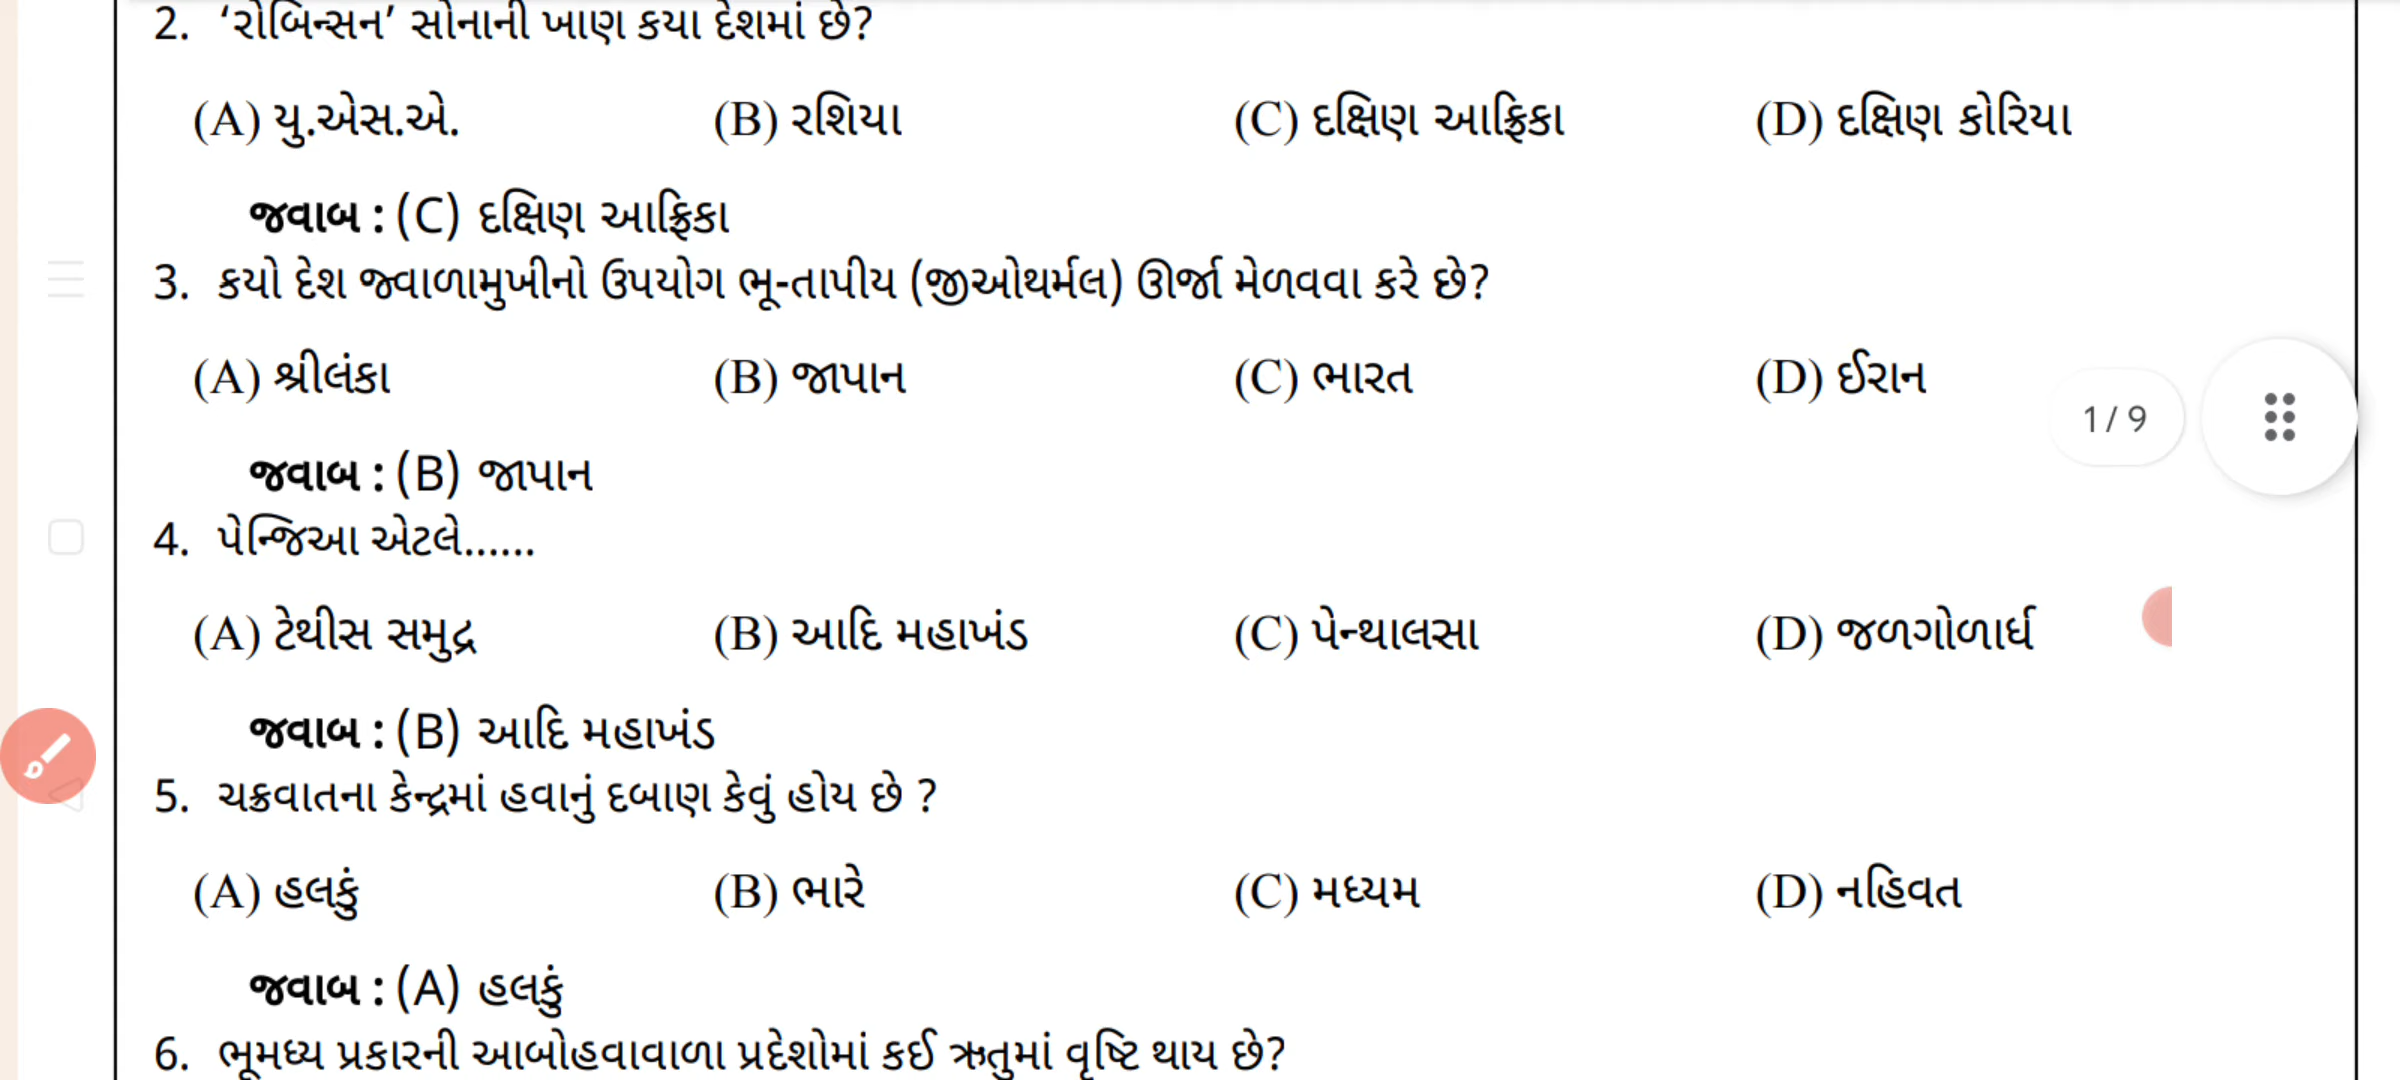 2. ‘રોબિન્સન’ સોનાની ખાણ કયા દેશમાં છે?
(A) યુ.એસ.એ. (B) રશિયા (C) દક્ષિણ આફ્રિકા (D) દક્ષિણ કોરિયા
જવાબ : (C) દક્ષિણ આફ્રિકા
3. કયો દેશ જ્વાળામુખીનો ઉપયોગ ભૂ-તાપીય (જીઓથર્મલ) ઊર્જા મેળવવા કરે છે?
(A) શ્રીલંકા (B) જાપાન (C) ભારત (D) ઈરાન
1 / 9
જવાબ : (B) જાપાન
4. પેન્જિઆ એટલે......
(A) ટેથીસ સમુદ્ર (B) આદિ મહાખંડ (C) પેન્થાલસા (D) જળગોળાર્ધ
જવાબ : (B) આદિ મહાખંડ
5. ચક્રવાતના કેન્દ્રમાં હવાનું દબાણ કેવું હોય છે ?
(A) હલકું (B) ભારે (C) મધ્યમ (D) નહિવત
જવાબ : (A) હલકું
6. ભૂમધ્ય પ્રકારની આબોહવાવાળા પ્રદેશોમાં કઈ ઋતુમાં વૃષ્ટિ થાય છે?